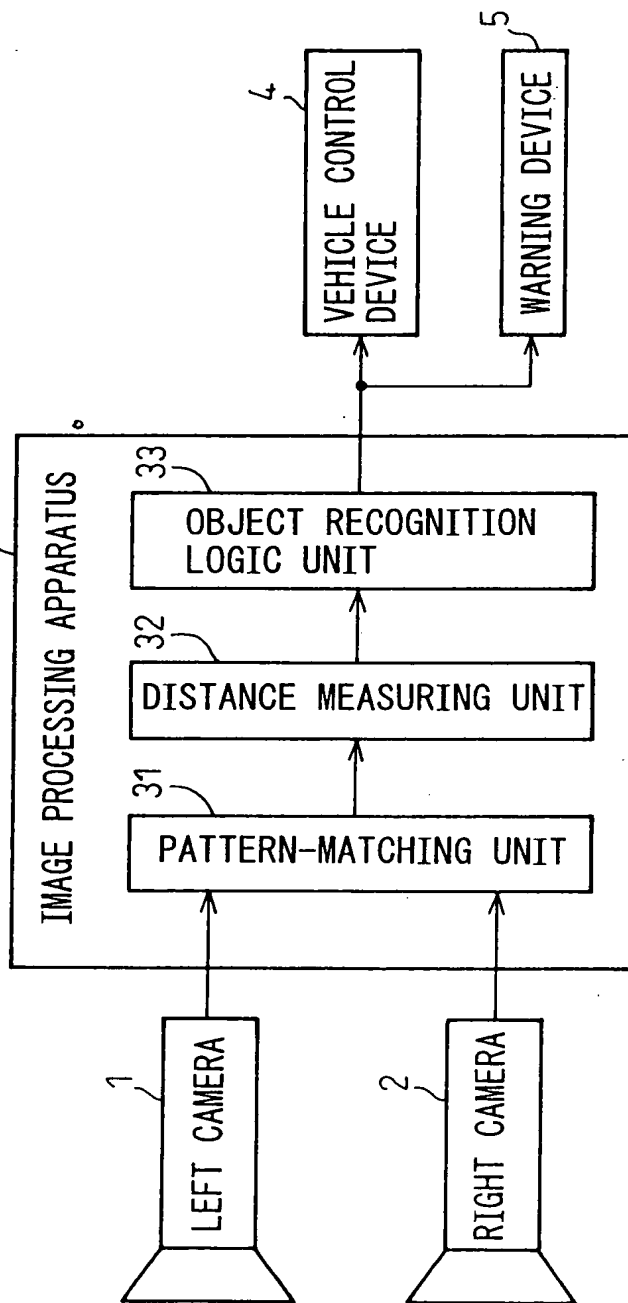 IMAGE PROCESSING APPARATUS
1
LEFT CAMERA
2
RIGHT CAMERA
31
PATTERN-MATCHING UNIT
32
DISTANCE MEASURING UNIT
33
OBJECT RECOGNITION
LOGIC UNIT
4
VEHICLE CONTROL
DEVICE
5
WARNING DEVICE